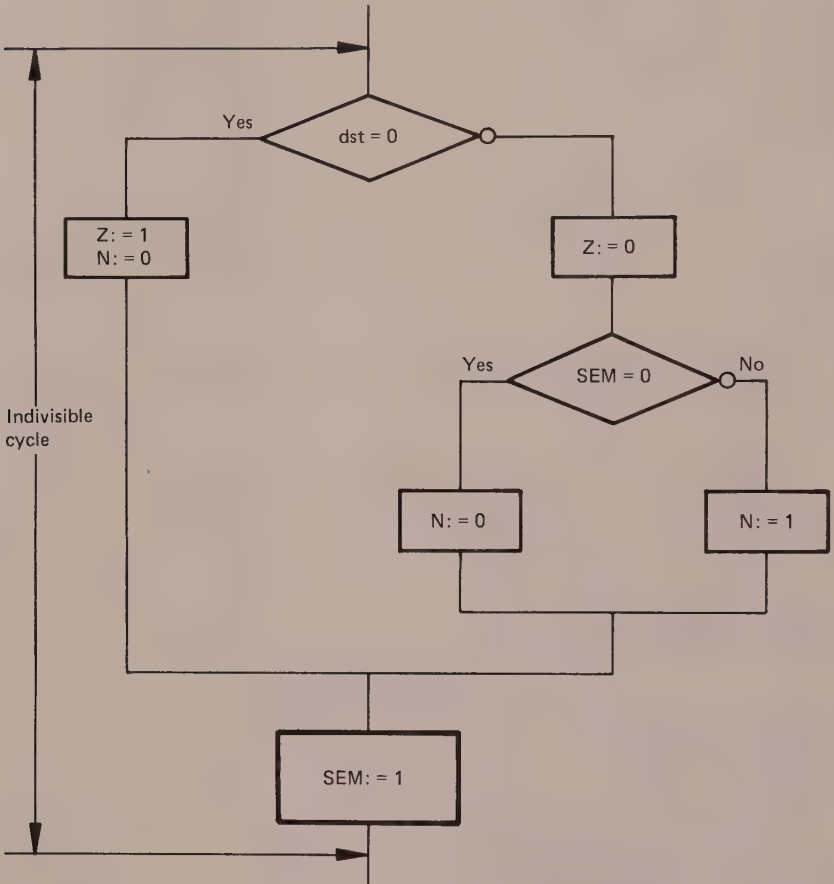 Yes
dst = 0
Z: = 1
N: = 0
Z: = 0
Yes
No
SEM = 0
Indivisible
cycle
N: = 0
N: = 1
SEM: = 1